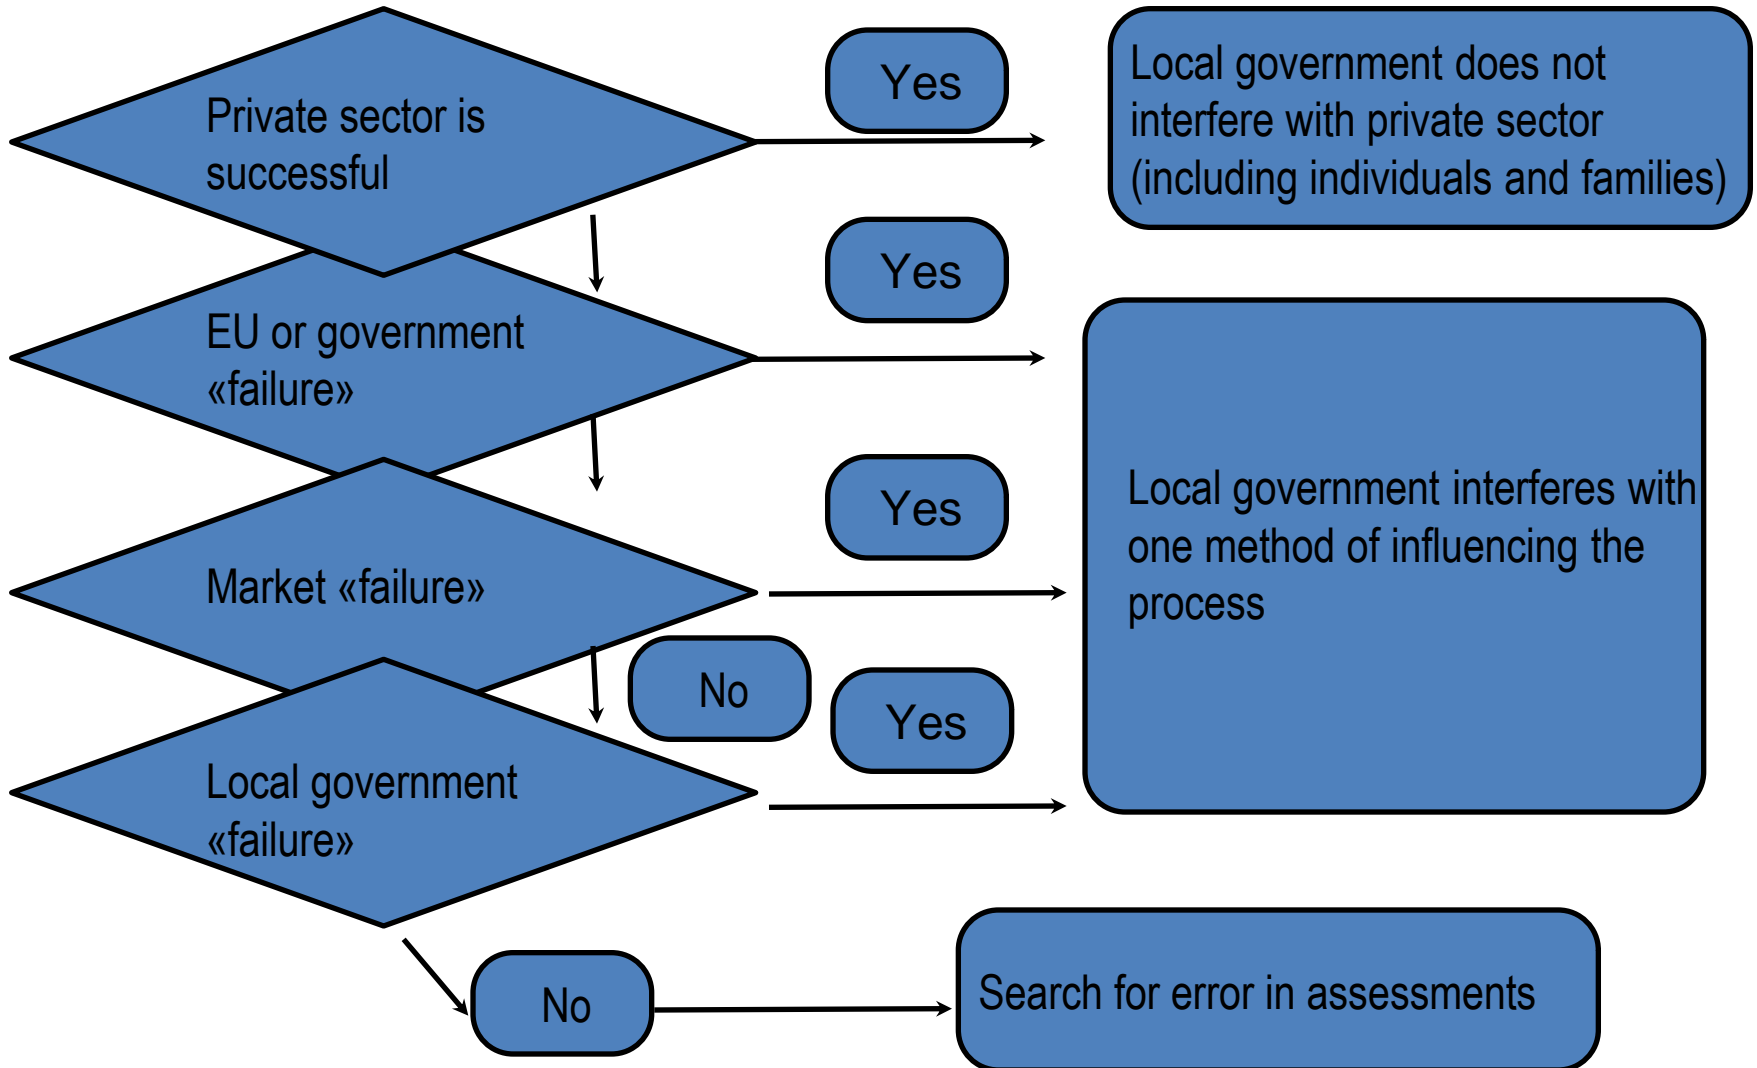 Private sector is
successful
Yes
Local government does not
interfere with private sector
(including individuals and families)
EU or government
«failure»
Yes
Market «failure»
Yes
Local government interferes with
one method of influencing the
process
No
Local government
«failure»
Yes
No
Search for error in assessments